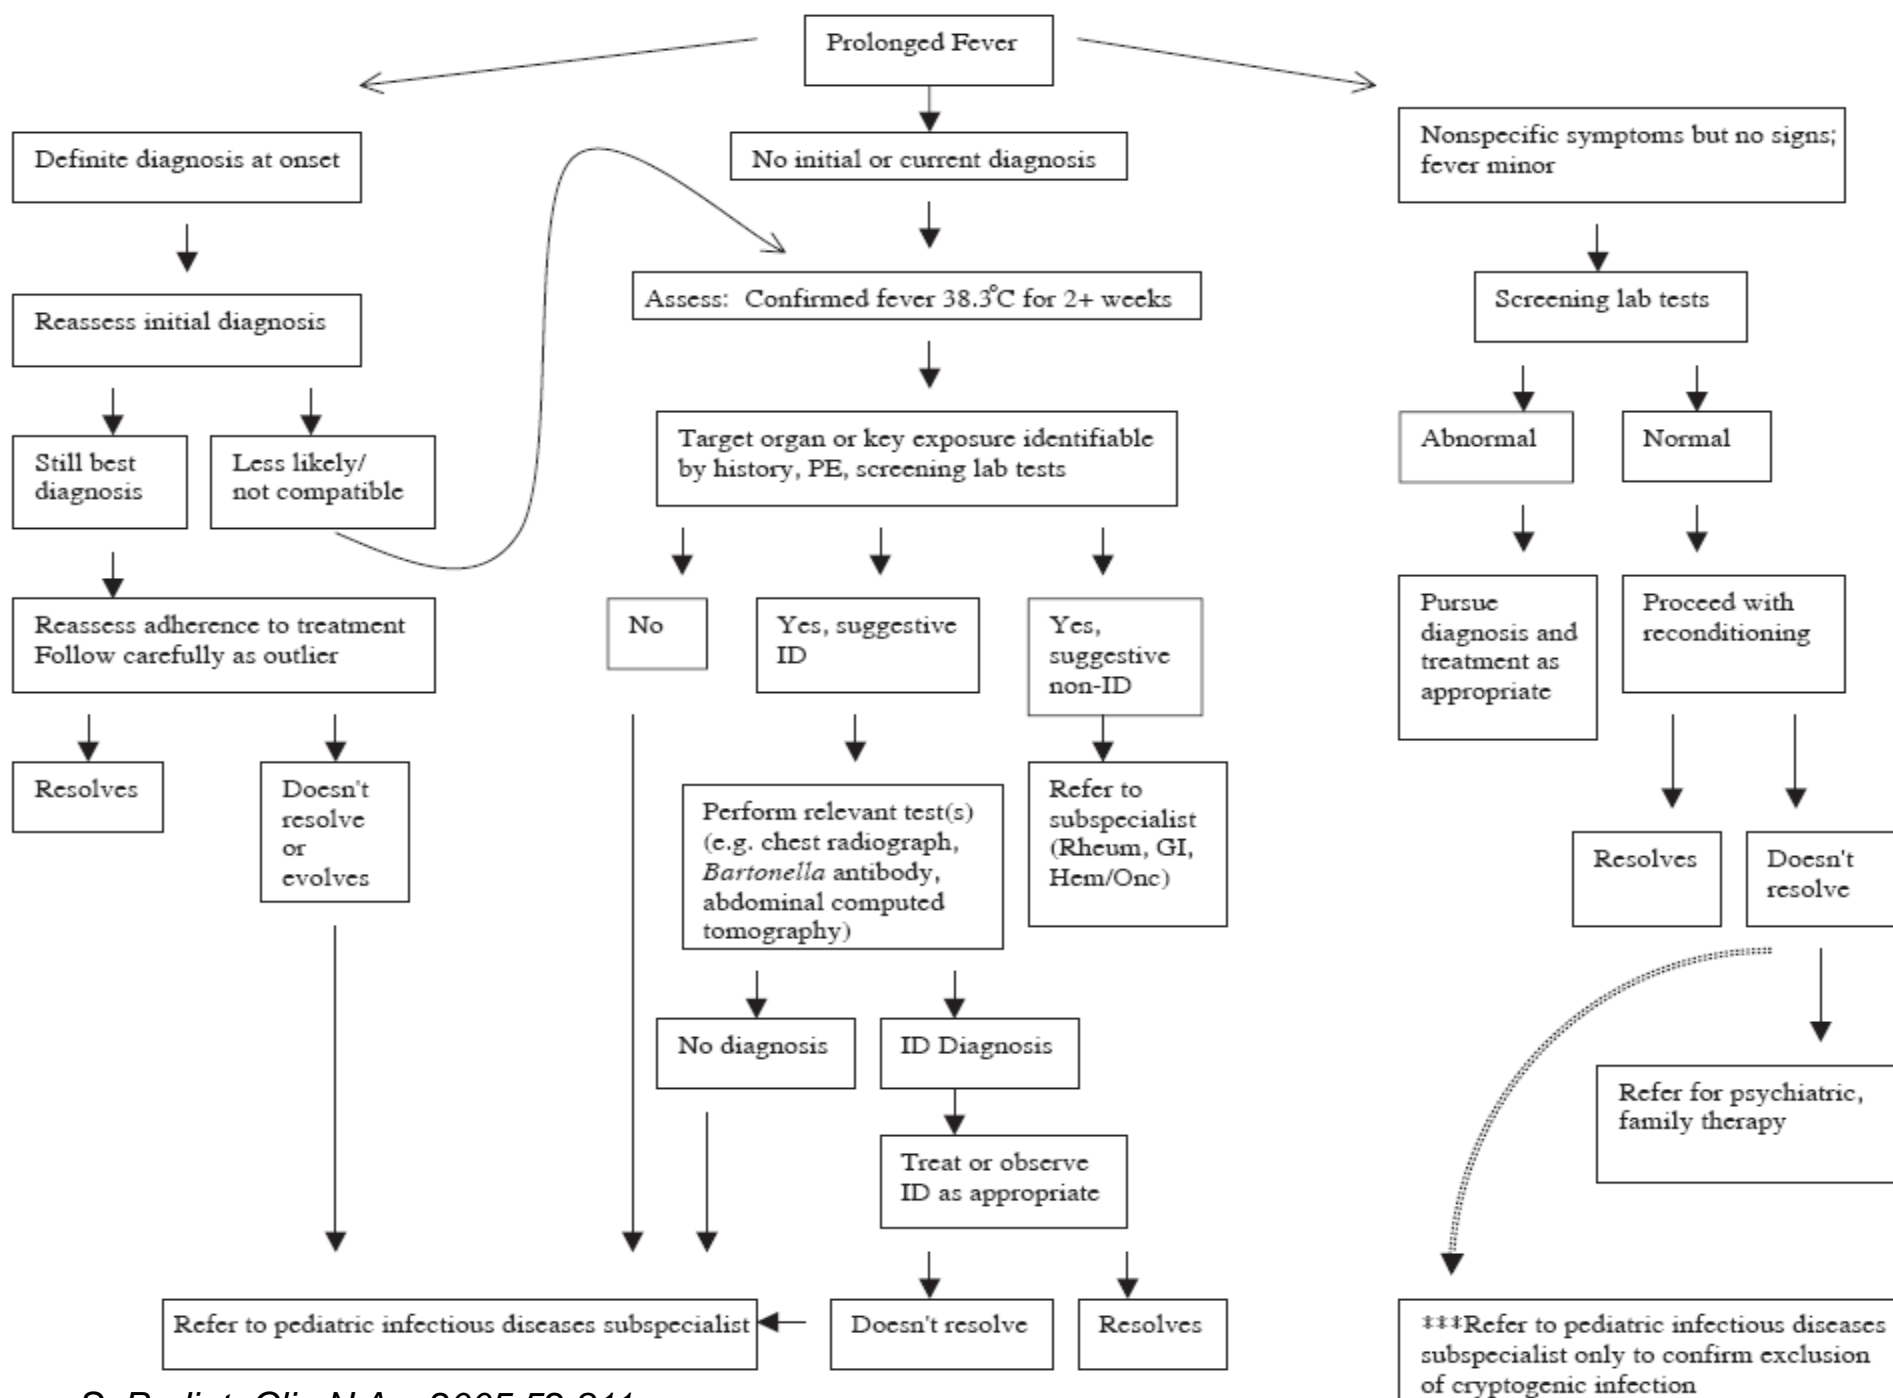 Prolonged Fever
Definite diagnosis at onset
Reassess initial diagnosis
Still best
diagnosis
Less likely/
not compatible
Reassess adherence to treatment
Follow carefully as outlier
Resolves
Doesn't
resolve
or
evolves
No initial or current diagnosis
Assess: Confirmed fever 38.3°C for 2+ weeks
Target organ or key exposure identifiable
by history, PE, screening lab tests
No
Yes, suggestive
ID
Yes,
suggestive
non-ID
Perform relevant test(s)
(e.g. chest radiograph,
Bartonella antibody,
abdominal computed
tomography)
Refer to
subspecialist
(Rheum, GI,
Hem/Onc)
No diagnosis
ID Diagnosis
Treat or observe
ID as appropriate
Refer to pediatric infectious diseases subspecialist
Doesn't resolve
Resolves
Nonspecific symptoms but no signs;
fever minor
Screening lab tests
Abnormal
Normal
Pursue
diagnosis and
treatment as
appropriate
Proceed with
reconditioning
Resolves
Doesn't
resolve
Refer for psychiatric,
family therapy
***Refer to pediatric infectious diseases
subspecialist only to confirm exclusion
of cryptogenic infection